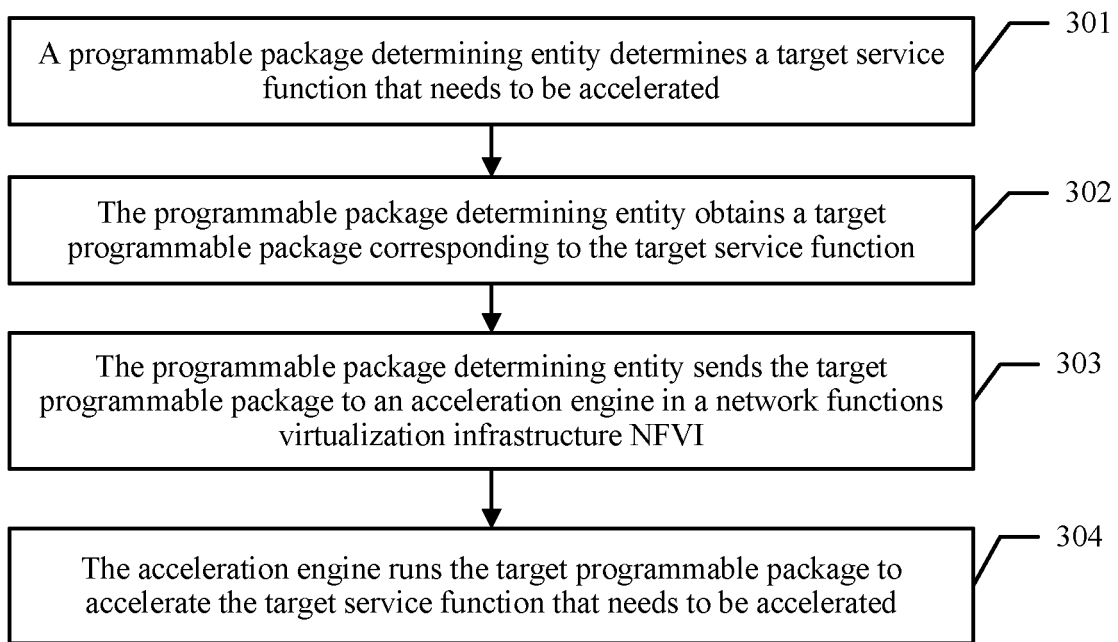 A programmable package determining entity determines a target service
function that needs to be accelerated
301
The programmable package determining entity obtains a target
programmable package corresponding to the target service function
302
The programmable package determining entity sends the target
programmable package to an acceleration engine in a network functions
virtualization infrastructure NFVI
303
The acceleration engine runs the target programmable package to
accelerate the target service function that needs to be accelerated
304